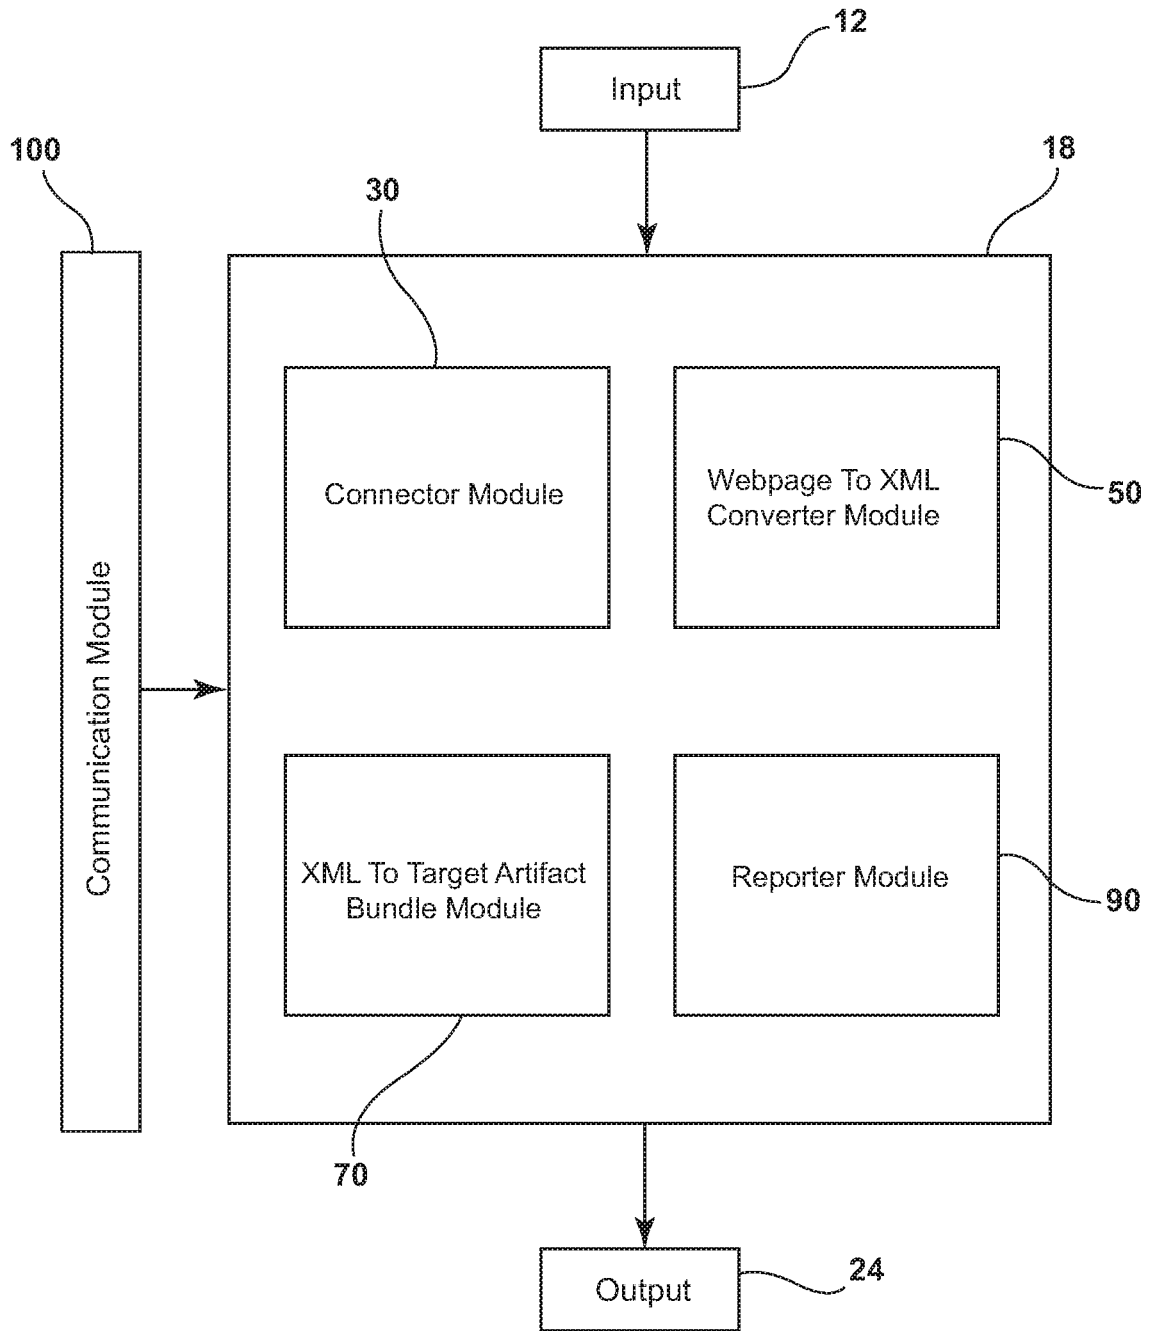 12
Input
100
18
30
Connector Module
Webpage To XML
Converter Module
50
Communication Module
XML To Target Artifact
Bundle Module
Reporter Module
90
70
Output
24